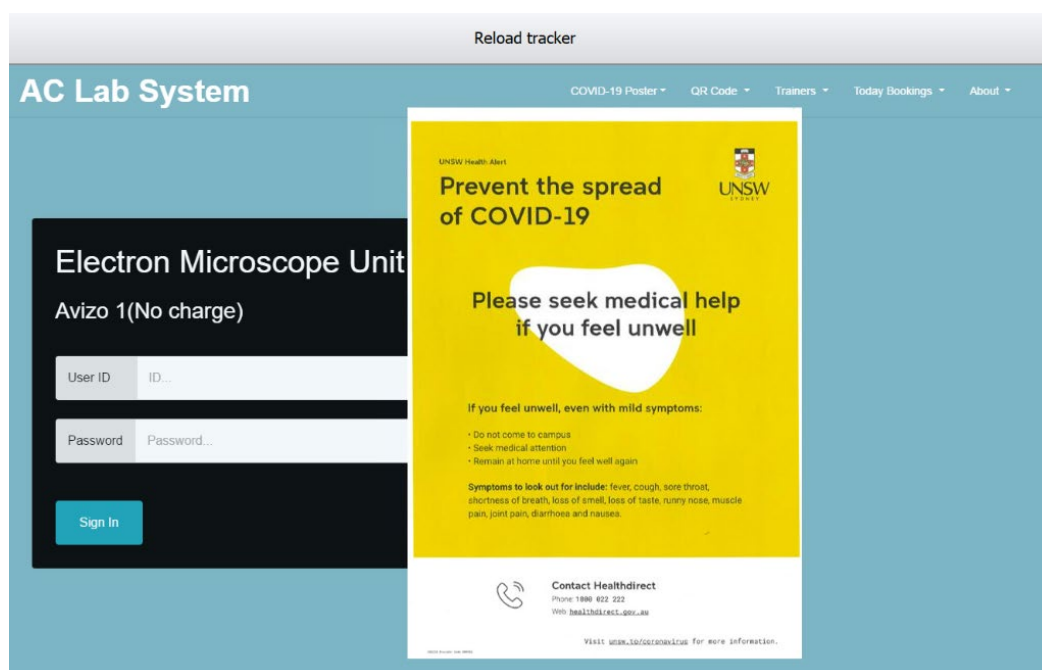 Reload tracker
AC Lab System
COVID-19 Poster
QR Code
Trainers
Today Bookings
About
Electron Microscope Unit
Avizo 1(No charge)
User ID
ID...
Password
Password...
Sign In
UNSW Health Alert
Prevent the spread
of COVID-19
UNSW
SYDNEY
Please seek medical help
if you feel unwell
If you feel unwell, even with mild symptoms:
• Do not come to campus
• Seek medical attention
• Remain at home until you feel well again
Symptoms to look out for include: fever, cough, sore throat,
shortness of breath, loss of smell, loss of taste, runny nose, muscle
pain, joint pain, diarrhoea and nausea.
Contact Healthdirect
Phone 1800 022 222
Web healthdirect.gov.au
Visit unsw.to/coronavirus for more information.